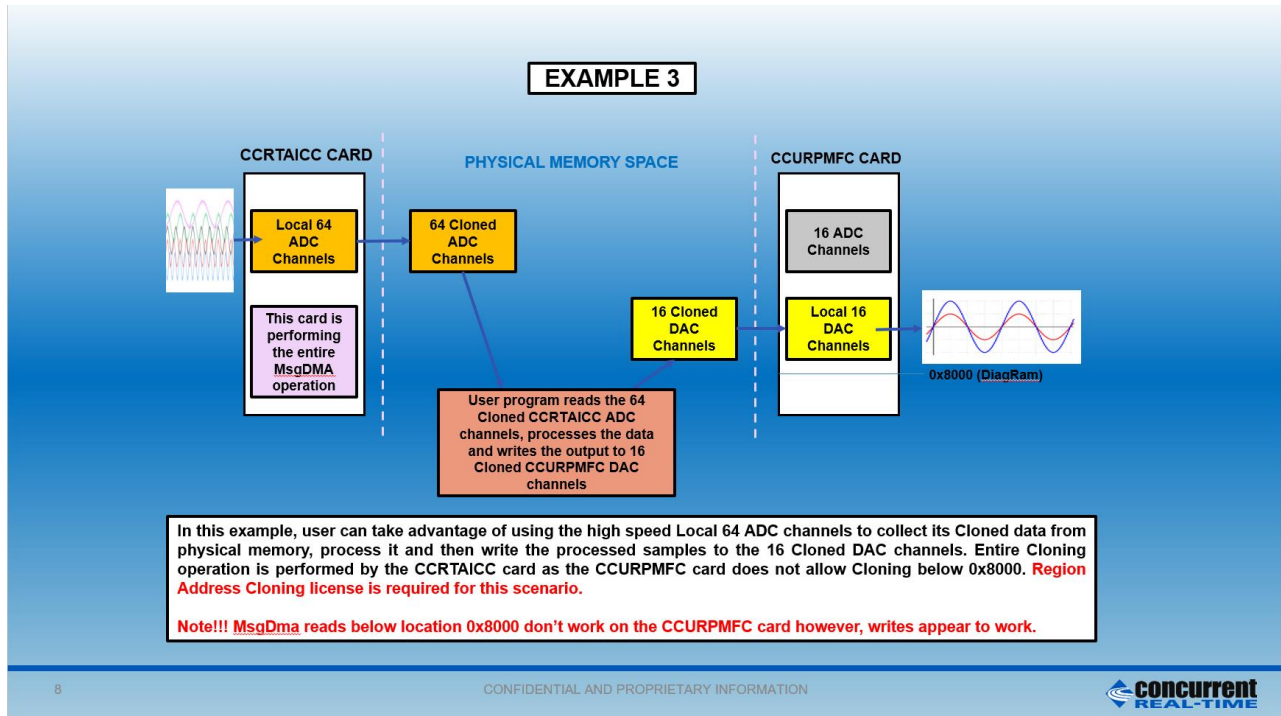 EXAMPLE 3
CCRTAICC CARD
PHYSICAL MEMORY SPACE
CCURPMFC CARD
Local 64
ADC
Channels
64 Cloned
ADC
Channels
16 ADC
Channels
This card is
performing
the entire
MsgDMA
operation
16 Cloned
DAC
Channels
Local 16
DAC
Channels
0x8000 (DiagRam)
User program reads the 64
Cloned CCRTAICC ADC
channels, processes the data
and writes the output to 16
Cloned CCURPMFC DAC
channels
In this example, user can take advantage of using the high speed Local 64 ADC channels to collect its Cloned data from
physical memory, process it and then write the processed samples to the 16 Cloned DAC channels. Entire Cloning
operation is performed by the CCRTAICC card as the CCURPMFC card does not allow Cloning below 0x8000. Region
Address Cloning license is required for this scenario.
Note!!! MsgDma reads below location 0x8000 don’t work on the CCURPMFC card however, writes appear to work.
8
CONFIDENTIAL AND PROPRIETARY INFORMATION
concurrent
REAL-TIME